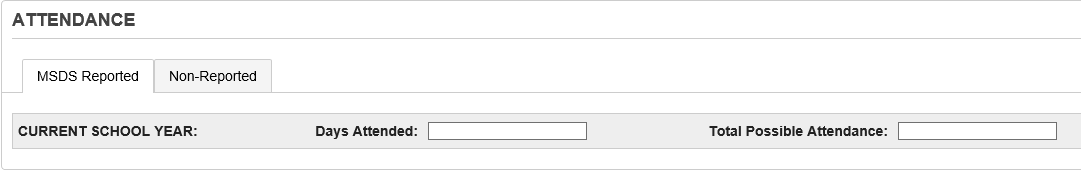 ATTENDANCE
MSDS Reported Non-Reported
CURRENT SCHOOL YEAR: Days Attended: Total Possible Attendance: